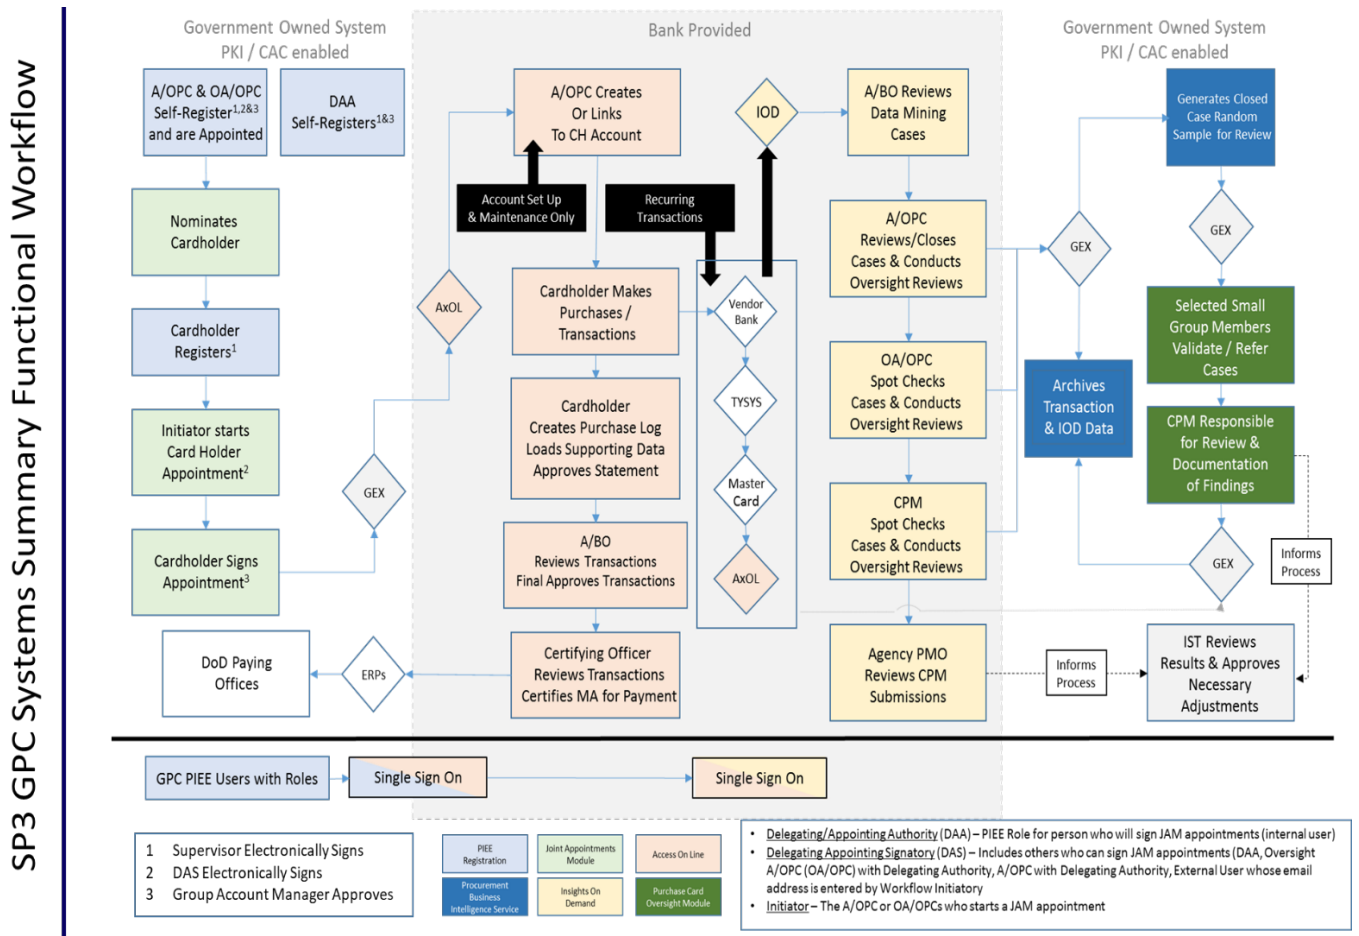 SP3 GPC Systems Summary Functional Workflow
Government Owned System
PKI / CAC enabled
Bank Provided
Government Owned System
PKI / CAC enabled
A/OPC & OA/OPC
Self-Register1,2&3
and are Appointed
DAA
Self-Registers1&3
Nominates
Cardholder
Cardholder
Registers1
Initiator starts
Card Holder
Appointment2
Cardholder Signs
Appointment3
GEX
AxOL
DoD Paying
Offices
ERPs
A/OPC Creates
Or Links
To CH Account
Account Set Up
& Maintenance Only
Recurring
Transactions
Cardholder Makes
Purchases /
Transactions
Cardholder
Creates Purchase Log
Loads Supporting Data
Approves Statement
A/BO
Reviews Transactions
Final Approves Transactions
Certifying Officer
Reviews Transactions
Certifies MA for Payment
Vendor
Bank
TYSYS
Master
Card
AxOL
IOD
A/BO Reviews
Data Mining
Cases
A/OPC
Reviews/Closes
Cases & Conducts
Oversight Reviews
OA/OPC
Spot Checks
Cases & Conducts
Oversight Reviews
CPM
Spot Checks
Cases & Conducts
Oversight Reviews
Agency PMO
Reviews CPM
Submissions
Informs
Process
GEX
Archives
Transaction
& IOD Data
Generates Closed
Case Random
Sample for Review
GEX
Selected Small
Group Members
Validate / Refer
Cases
CPM Responsible
for Review &
Documentation
of Findings
GEX
Informs
Process
IST Reviews
Results & Approves
Necessary
Adjustments
GPC PIEE Users with Roles
Single Sign On
Single Sign On
1 Supervisor Electronically Signs
2 DAS Electronically Signs
3 Group Account Manager Approves
PIEE
Registration
Joint Appointments
Module
Access On Line
Procurement
Business
Intelligence Service
Insights On
Demand
Purchase Card
Oversight Module
• Delegating/Appointing Authority (DAA) – PIEE Role for person who will sign JAM appointments (internal user)
• Delegating Appointing Signatory (DAS) – Includes others who can sign JAM appointments (DAA, Oversight
A/OPC (OA/OPC) with Delegating Authority, A/OPC with Delegating Authority, External User whose email
address is entered by Workflow Initiatory
• Initiator – The A/OPC or OA/OPCs who starts a JAM appointment